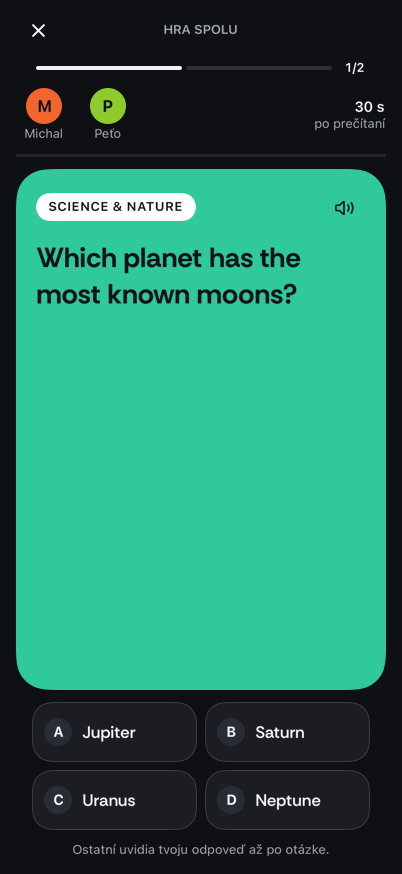 HRA SPOLU
1/2
M
P
30 s
Michal
Peťo
po prečítaní
SCIENCE & NATURE
Which planet has the
most known moons?
A Jupiter
B Saturn
C Uranus
D Neptune
Ostatní uvidia tvoju odpoveď až po otázke.